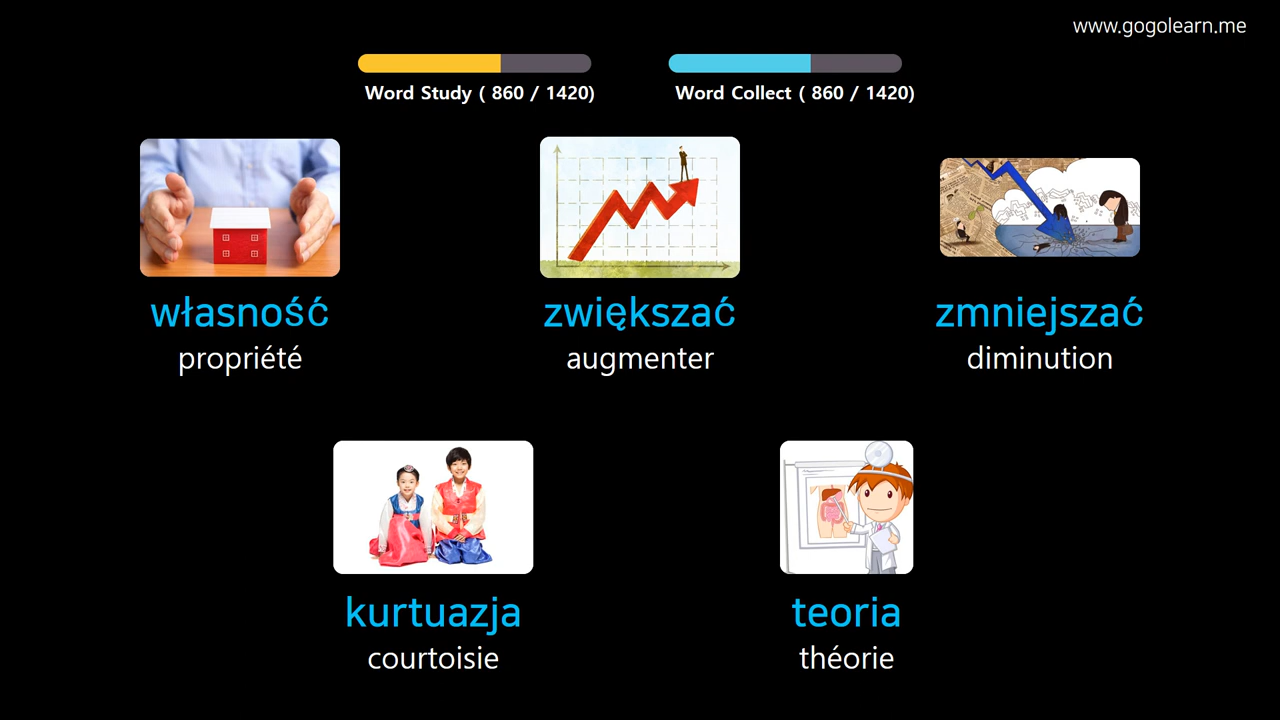 www.gogolearn.me
Word Study ( 860 / 1420)
Word Collect ( 860 / 1420)
własność
propriété
zwiększać
augmenter
zmniejszać
diminution
kurtuazja
courtoisie
teoria
théorie